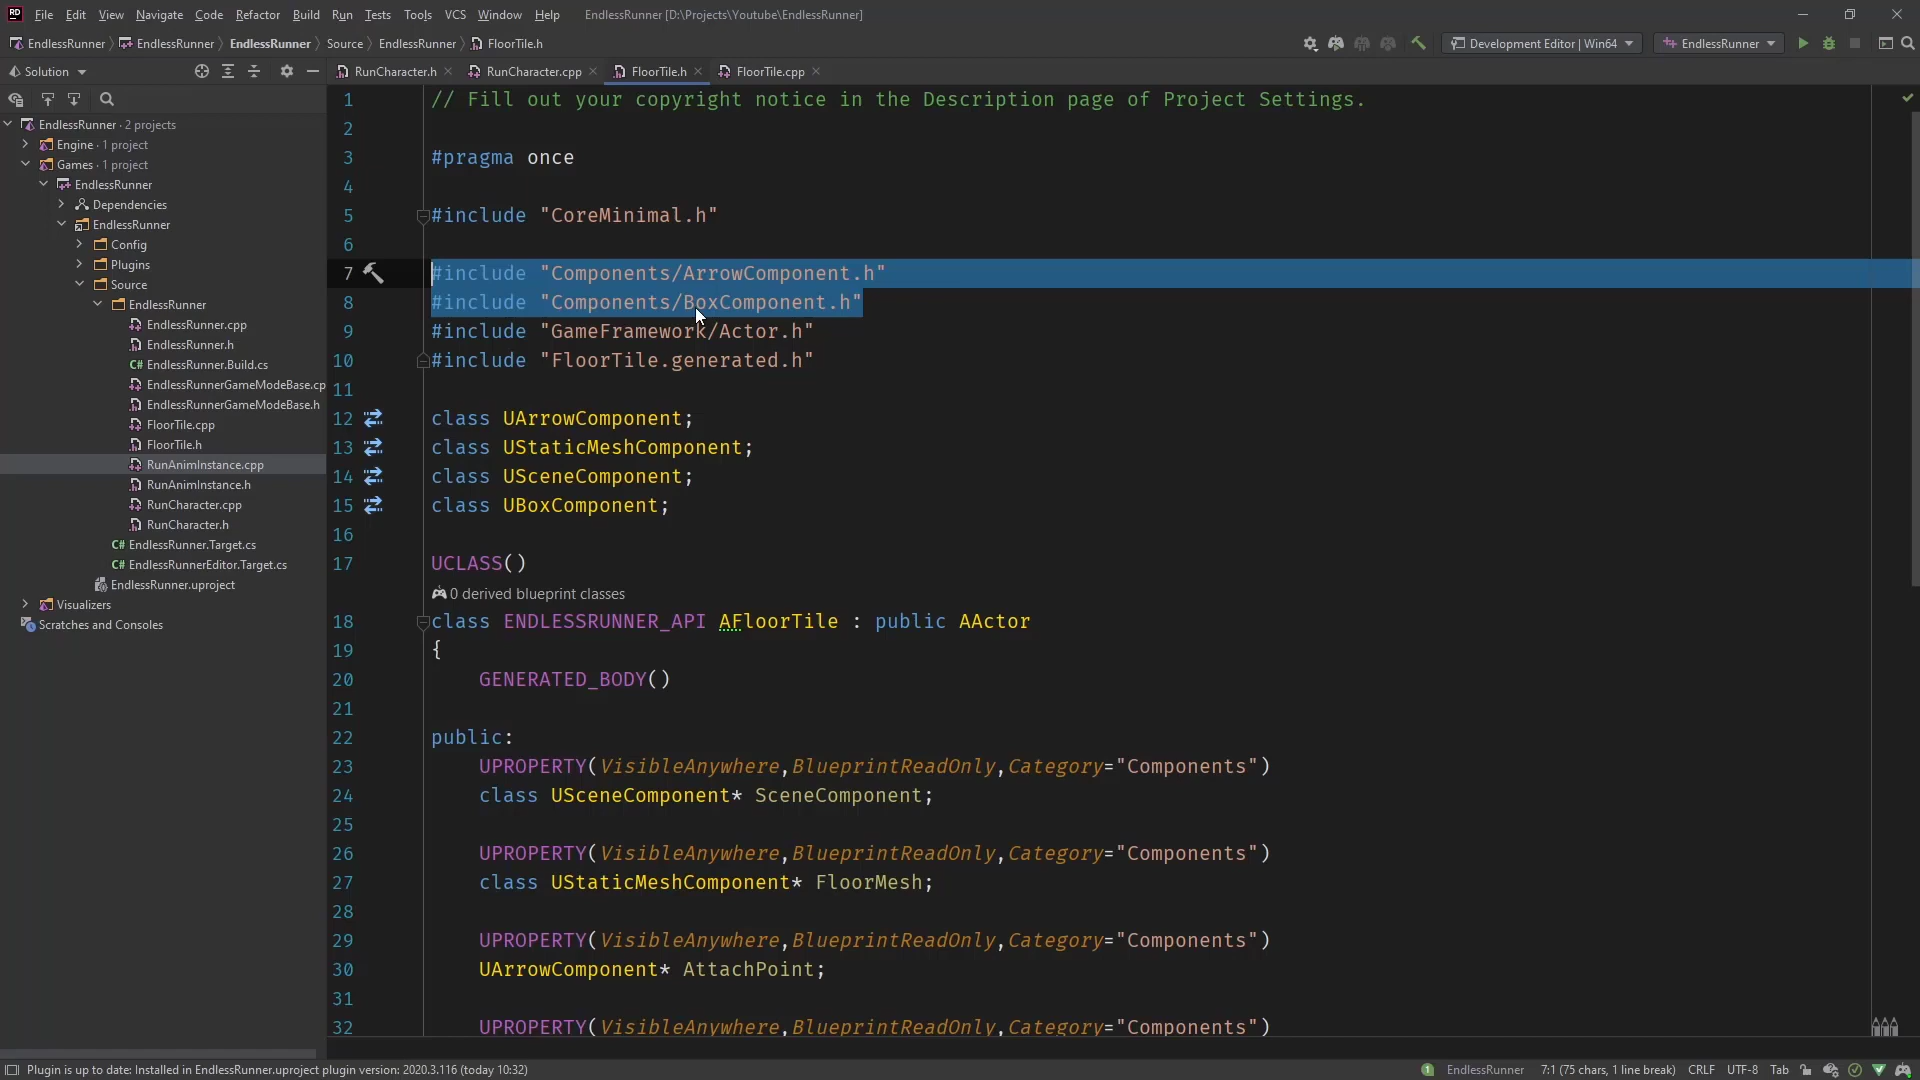 RD File Edit View Navigate Code Refactor Build Run Tests Tools VCS Window Help EndlessRunner [D:\Projects\Youtube\EndlessRunner]
EndlessRunner EndlessRunner EndlessRunner Source EndlessRunner FloorTile.h
Development Editor | Win64 EndlessRunner
Solution
RunCharacter.h RunCharacter.cpp FloorTile.h FloorTile.cpp
EndlessRunner · 2 projects
Engine · 1 project
Games · 1 project
EndlessRunner
Dependencies
EndlessRunner
Config
Plugins
Source
EndlessRunner
EndlessRunner.cpp
EndlessRunner.h
C# EndlessRunner.Build.cs
EndlessRunnerGameModeBase.cp
EndlessRunnerGameModeBase.h
FloorTile.cpp
FloorTile.h
RunAnimInstance.cpp
RunAnimInstance.h
RunCharacter.cpp
RunCharacter.h
C# EndlessRunner.Target.cs
C# EndlessRunnerEditor.Target.cs
EndlessRunner.uproject
Visualizers
Scratches and Consoles
1 // Fill out your copyright notice in the Description page of Project Settings.
2
3 #pragma once
4
5 #include "CoreMinimal.h"
6
7 #include "Components/ArrowComponent.h"
8 #include "Components/BoxComponent.h"
9 #include "GameFramework/Actor.h"
10 #include "FloorTile.generated.h"
11
12 class UArrowComponent;
13 class UStaticMeshComponent;
14 class USceneComponent;
15 class UBoxComponent;
16
17 UCLASS()
0 derived blueprint classes
18 class ENDLESSRUNNER_API AFloorTile : public AActor
19 {
20 GENERATED_BODY()
21
22 public:
23 UPROPERTY(VisibleAnywhere,BlueprintReadOnly,Category="Components")
24 class USceneComponent* SceneComponent;
25
26 UPROPERTY(VisibleAnywhere,BlueprintReadOnly,Category="Components")
27 class UStaticMeshComponent* FloorMesh;
28
29 UPROPERTY(VisibleAnywhere,BlueprintReadOnly,Category="Components")
30 UArrowComponent* AttachPoint;
31
32 UPROPERTY(VisibleAnywhere,BlueprintReadOnly,Category="Components")
Plugin is up to date: Installed in EndlessRunner.uproject plugin version: 2020.3.116 (today 10:32) 1 EndlessRunner 7:1 (75 chars, 1 line break) CRLF UTF-8 Tab